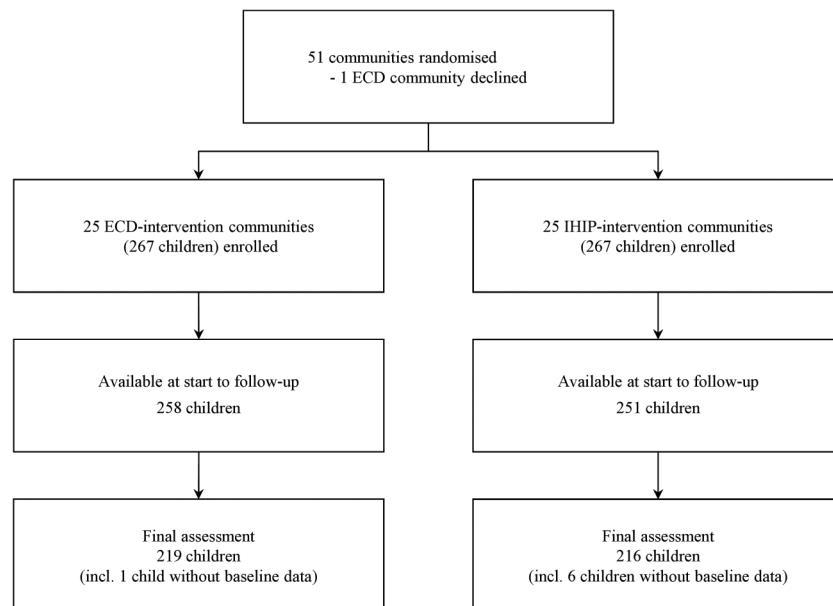 51 communities randomised
- 1 ECD community declined
25 ECD-intervention communities
(267 children) enrolled
25 IHIP-intervention communities
(267 children) enrolled
Available at start to follow-up
258 children
Available at start to follow-up
251 children
Final assessment
219 children
(incl. 1 child without baseline data)
Final assessment
216 children
(incl. 6 children without baseline data)